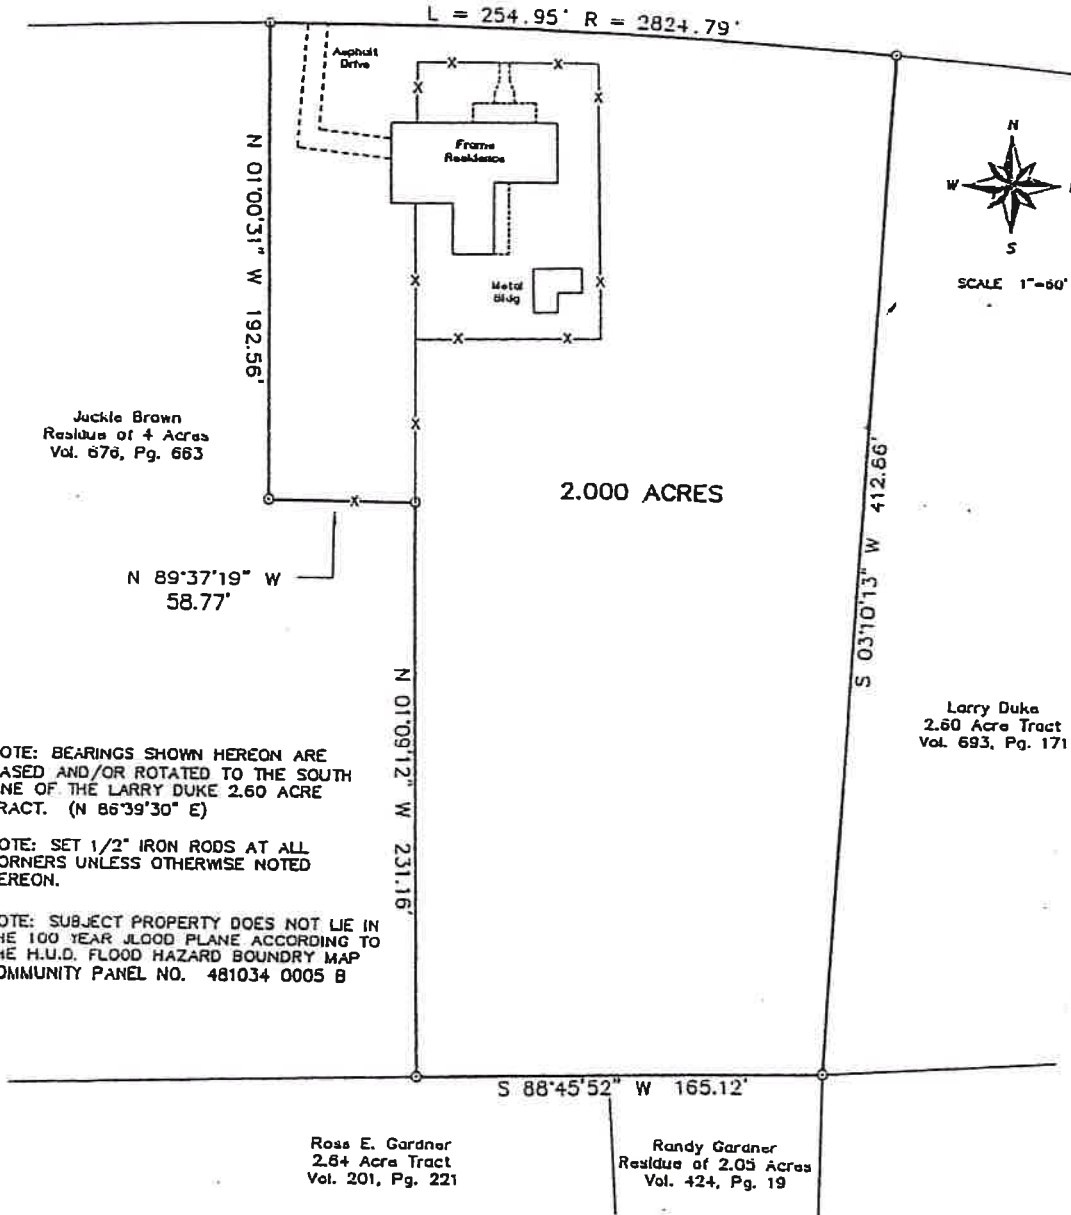 L = 254.95' R = 2824.79'
Asphalt
Drive
Frame
Residence
Metal
Bldg
N 01°00'31" W 192.56'
N
W
S
SCALE 1"=60'
Juckie Brown
Residue of 4 Acres
Vol. 676, Pg. 663
2.000 ACRES
S 03°10'13" W 412.66'
N 89°37'19" W
58.77'
N 01°09'12" W 231.16'
Larry Duke
2.60 Acre Tract
Vol. 693, Pg. 171
OTE: BEARINGS SHOWN HEREON ARE
ASED AND/OR ROTATED TO THE SOUTH
NE OF THE LARRY DUKE 2.60 ACRE
RACT. (N 86°39'30" E)
OTE: SET 1/2" IRON RODS AT ALL
ORNERS UNLESS OTHERWISE NOTED
EREON.
OTE: SUBJECT PROPERTY DOES NOT LIE IN
HE 100 YEAR JLOOD PLANE ACCORDING TO
HE H.U.D. FLOOD HAZARD BOUNDRY MAP
OMMUNITY PANEL NO. 481034 0005 B
S 88°45'52" W 165.12'
Ross E. Gardner
2.64 Acre Tract
Vol. 201, Pg. 221
Randy Gardner
Residue of 2.05 Acres
Vol. 424, Pg. 19